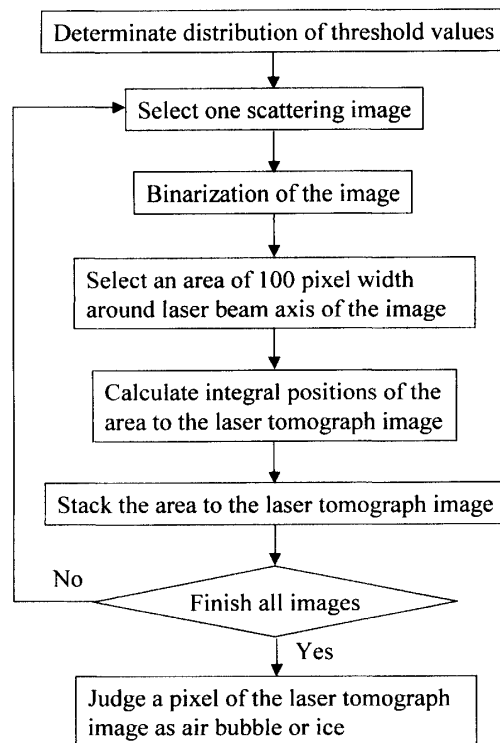 Determinate distribution of threshold values
Select one scattering image
Binarization of the image
Select an area of 100 pixel width
around laser beam axis of the image
Calculate integral positions of the
area to the laser tomograph image
Stack the area to the laser tomograph image
No
Finish all images
Yes
Judge a pixel of the laser tomograph
image as air bubble or ice